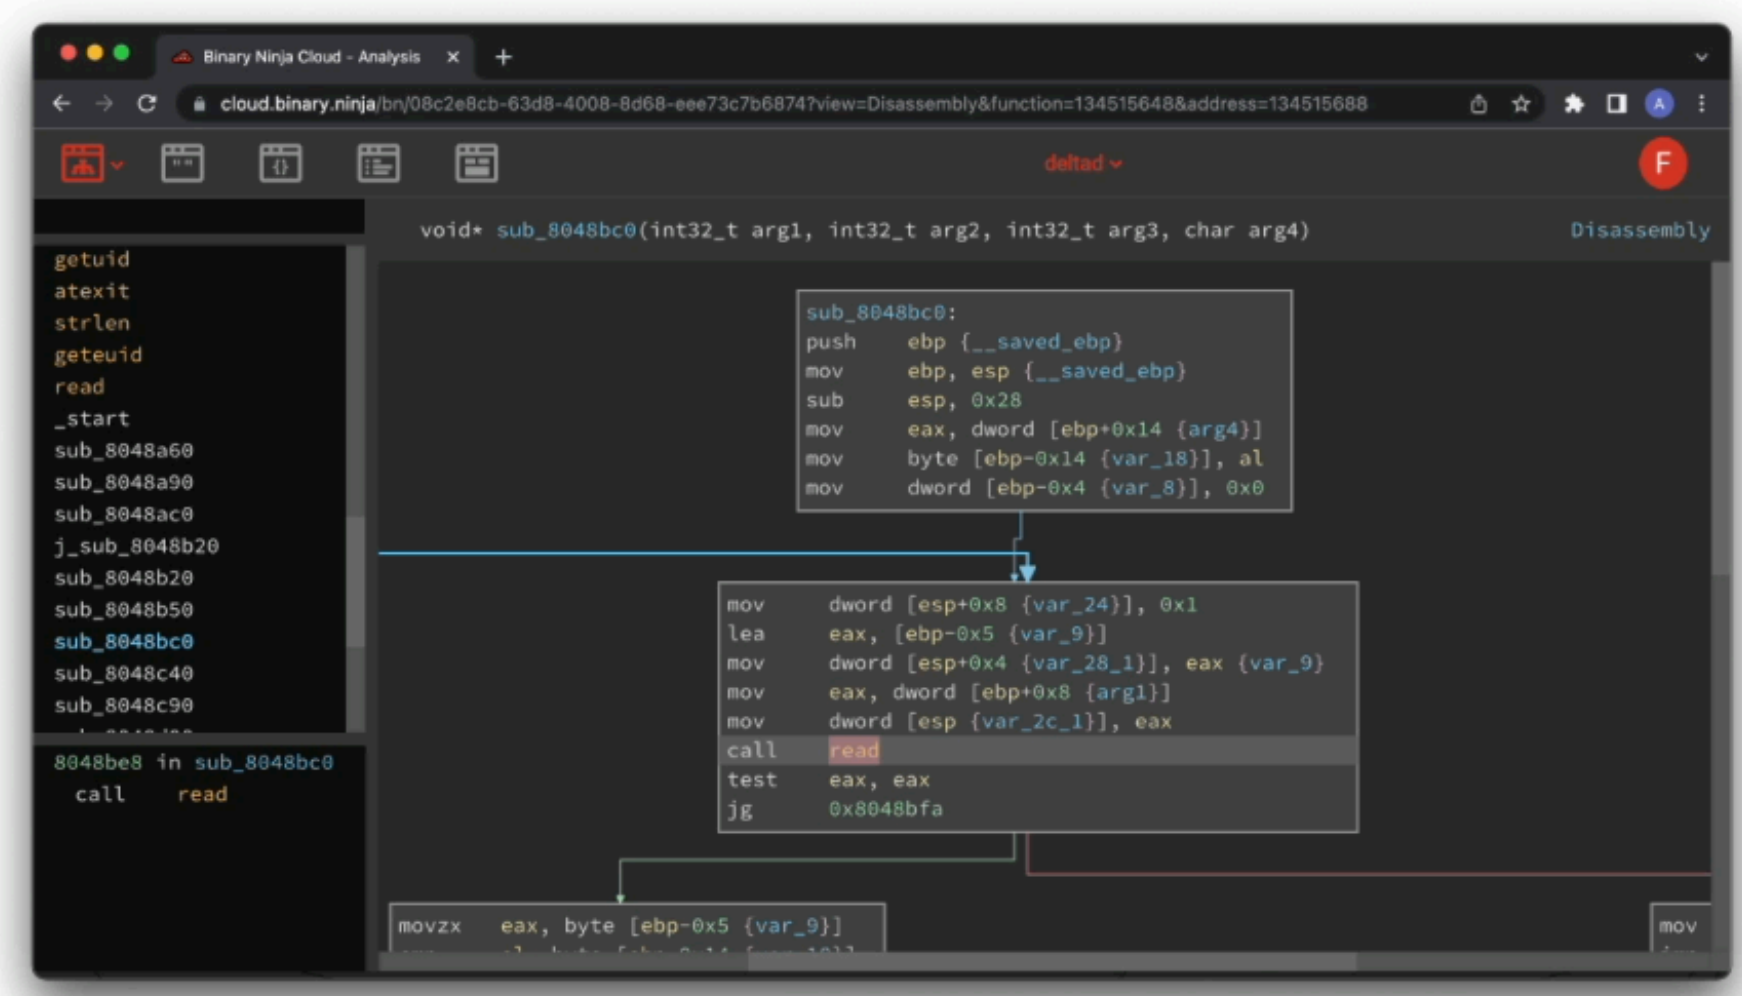 Binary Ninja Cloud - Analysis
cloud.binary.ninja/bn/08c2e8cb-63d8-4008-8d68-eee73c7b6874?view=Disassembly&function=134515648&address=134515688
A
deltad
F
void* sub_8048bc0(int32_t arg1, int32_t arg2, int32_t arg3, char arg4)
Disassembly
getuid
atexit
strlen
geteuid
read
_start
sub_8048a60
sub_8048a90
sub_8048ac0
j_sub_8048b20
sub_8048b20
sub_8048b50
sub_8048bc0
sub_8048c40
sub_8048c90
8048be8 in sub_8048bc0
call read
sub_8048bc0:
push ebp {__saved_ebp}
mov ebp, esp {__saved_ebp}
sub esp, 0x28
mov eax, dword [ebp+0x14 {arg4}]
mov byte [ebp-0x14 {var_18}], al
mov dword [ebp-0x4 {var_8}], 0x0
mov dword [esp+0x8 {var_24}], 0x1
lea eax, [ebp-0x5 {var_9}]
mov dword [esp+0x4 {var_28_1}], eax {var_9}
mov eax, dword [ebp+0x8 {arg1}]
mov dword [esp {var_2c_1}], eax
call read
test eax, eax
jg 0x8048bfa
movzx eax, byte [ebp-0x5 {var_9}]
mov